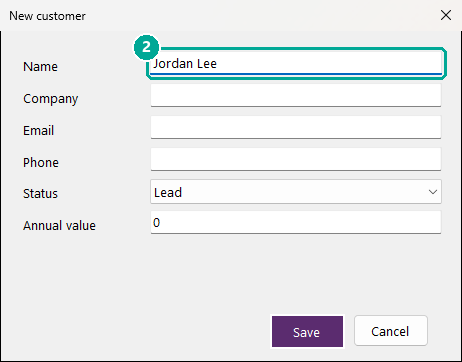 New customer
2
Name
Jordan Lee
Company
Email
Phone
Status
Lead
Annual value
0
Save
Cancel